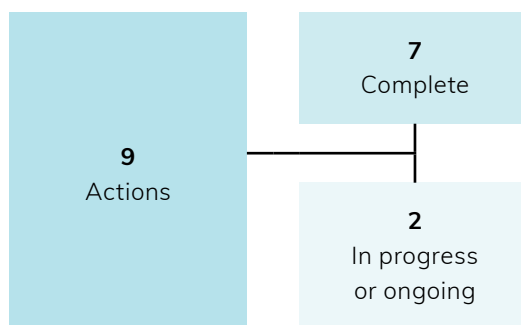 9
Actions
7
Complete
2
In progress
or ongoing